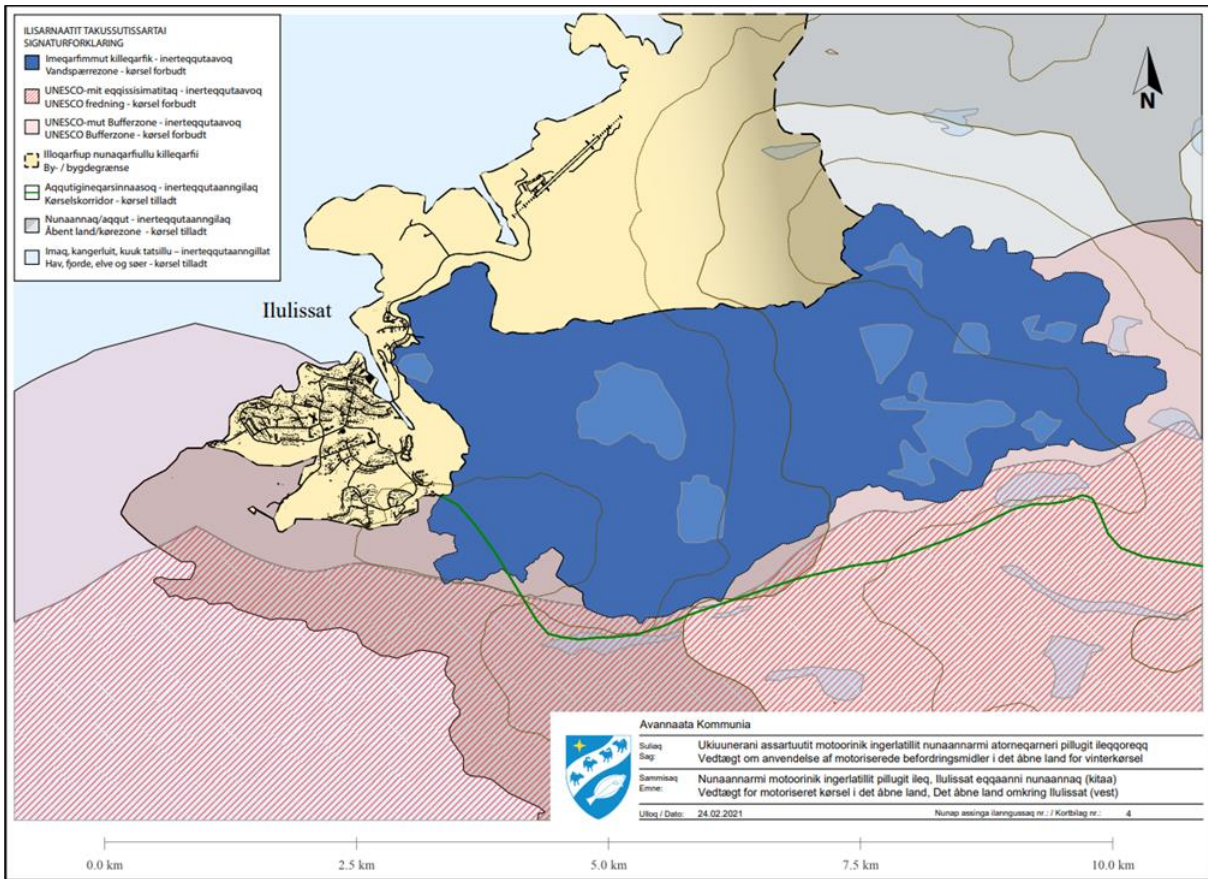 ILISARNAATIT TAKUSSUTISSARTAI
SIGNATURFORKLARING
Imeqarfimmut killeqarfik - inerteqqutaavoq
Vandspærrezone - kørsel forbudt
UNESCO-mit eqqissisimatitaq - inerteqqutaavoq
UNESCO fredning - kørsel forbudt
UNESCO-mut Bufferzone - inerteqqutaavoq
UNESCO Bufferzone - kørsel forbudt
Illoqarfiup nunaqarfiullu killeqarfii
By- / bygdegrænse
Aqqutigineqarsinnaasoq - inerteqqutaanngilaq
Kørselskorridor - kørsel tilladt
Nunaannaq/aqqut - inerteqqutaanngilaq
Åbent land/kørezone - kørsel tilladt
Imaq, kangerluit, kuuk tatsillu – inerteqqutaanngillat
Hav, fjorde, elve og søer - kørsel tilladt
N
Ilulissat
Avannaata Kommunia
Suliaq
Sag:
Ukiuunerani assartuutit motoorinik ingerlatillit nunaannarmi atorneqarneri pillugit ileqqoreqq
Vedtægt om anvendelse af motoriserede befordringsmidler i det åbne land for vinterkørsel
Sammisaq
Emne:
Nunaannarmi motoorinik ingerlatillit pillugit ileq, Ilulissat eqqaanni nunaannaq (kitaa)
Vedtægt for motoriseret kørsel i det åbne land, Det åbne land omkring Ilulissat (vest)
Ulloq / Dato: 24.02.2021
Nunap assinga ilanngussaq nr.: / Kortbilag nr.: 4
0.0 km
2.5 km
5.0 km
7.5 km
10.0 km